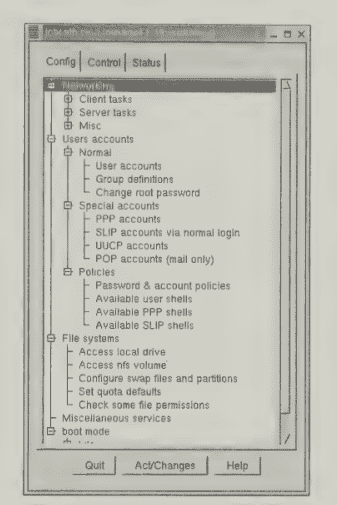 Config Control Status
Networking
Client tasks
Server tasks
Misc
Users accounts
Normal
User accounts
Group definitions
Change root password
Special accounts
PPP accounts
SLIP accounts via normal login
UUCP accounts
POP accounts (mail only)
Policies
Password & account policies
Available user shells
Available PPP shells
Available SLIP shells
File systems
Access local drive
Access nfs volume
Configure swap files and partitions
Set quota defaults
Check some file permissions
Miscellaneous services
boot mode
Quit Act/Changes Help